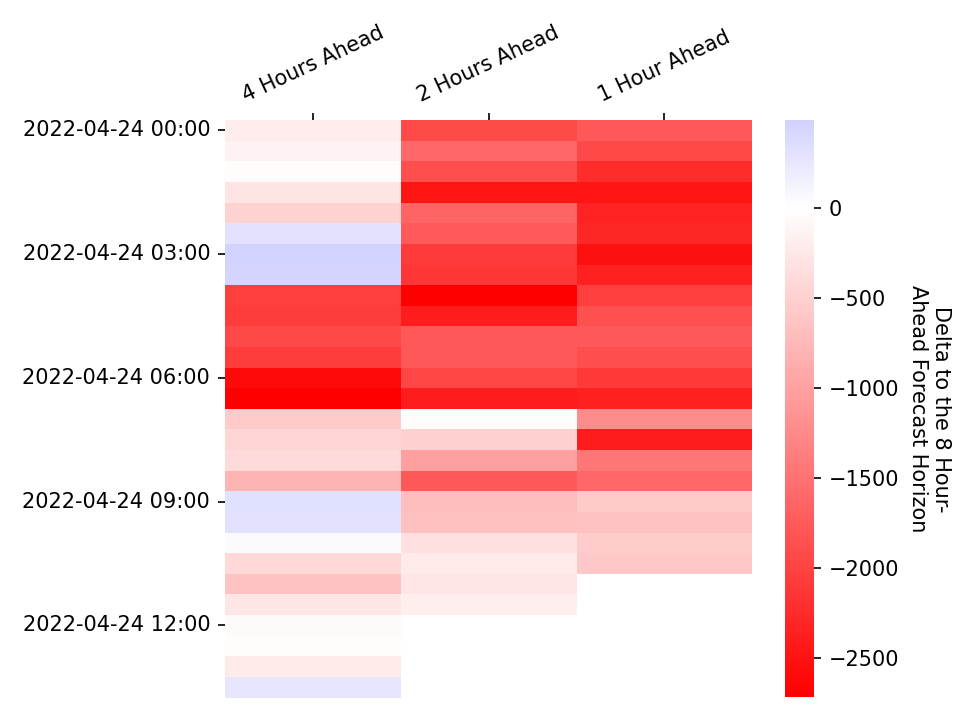 4 Hours Ahead
2 Hours Ahead
1 Hour Ahead
2022-04-24 00:00
2022-04-24 03:00
2022-04-24 06:00
2022-04-24 09:00
2022-04-24 12:00
0
−500
−1000
−1500
−2000
−2500
Delta to the 8 Hour-
Ahead Forecast Horizon